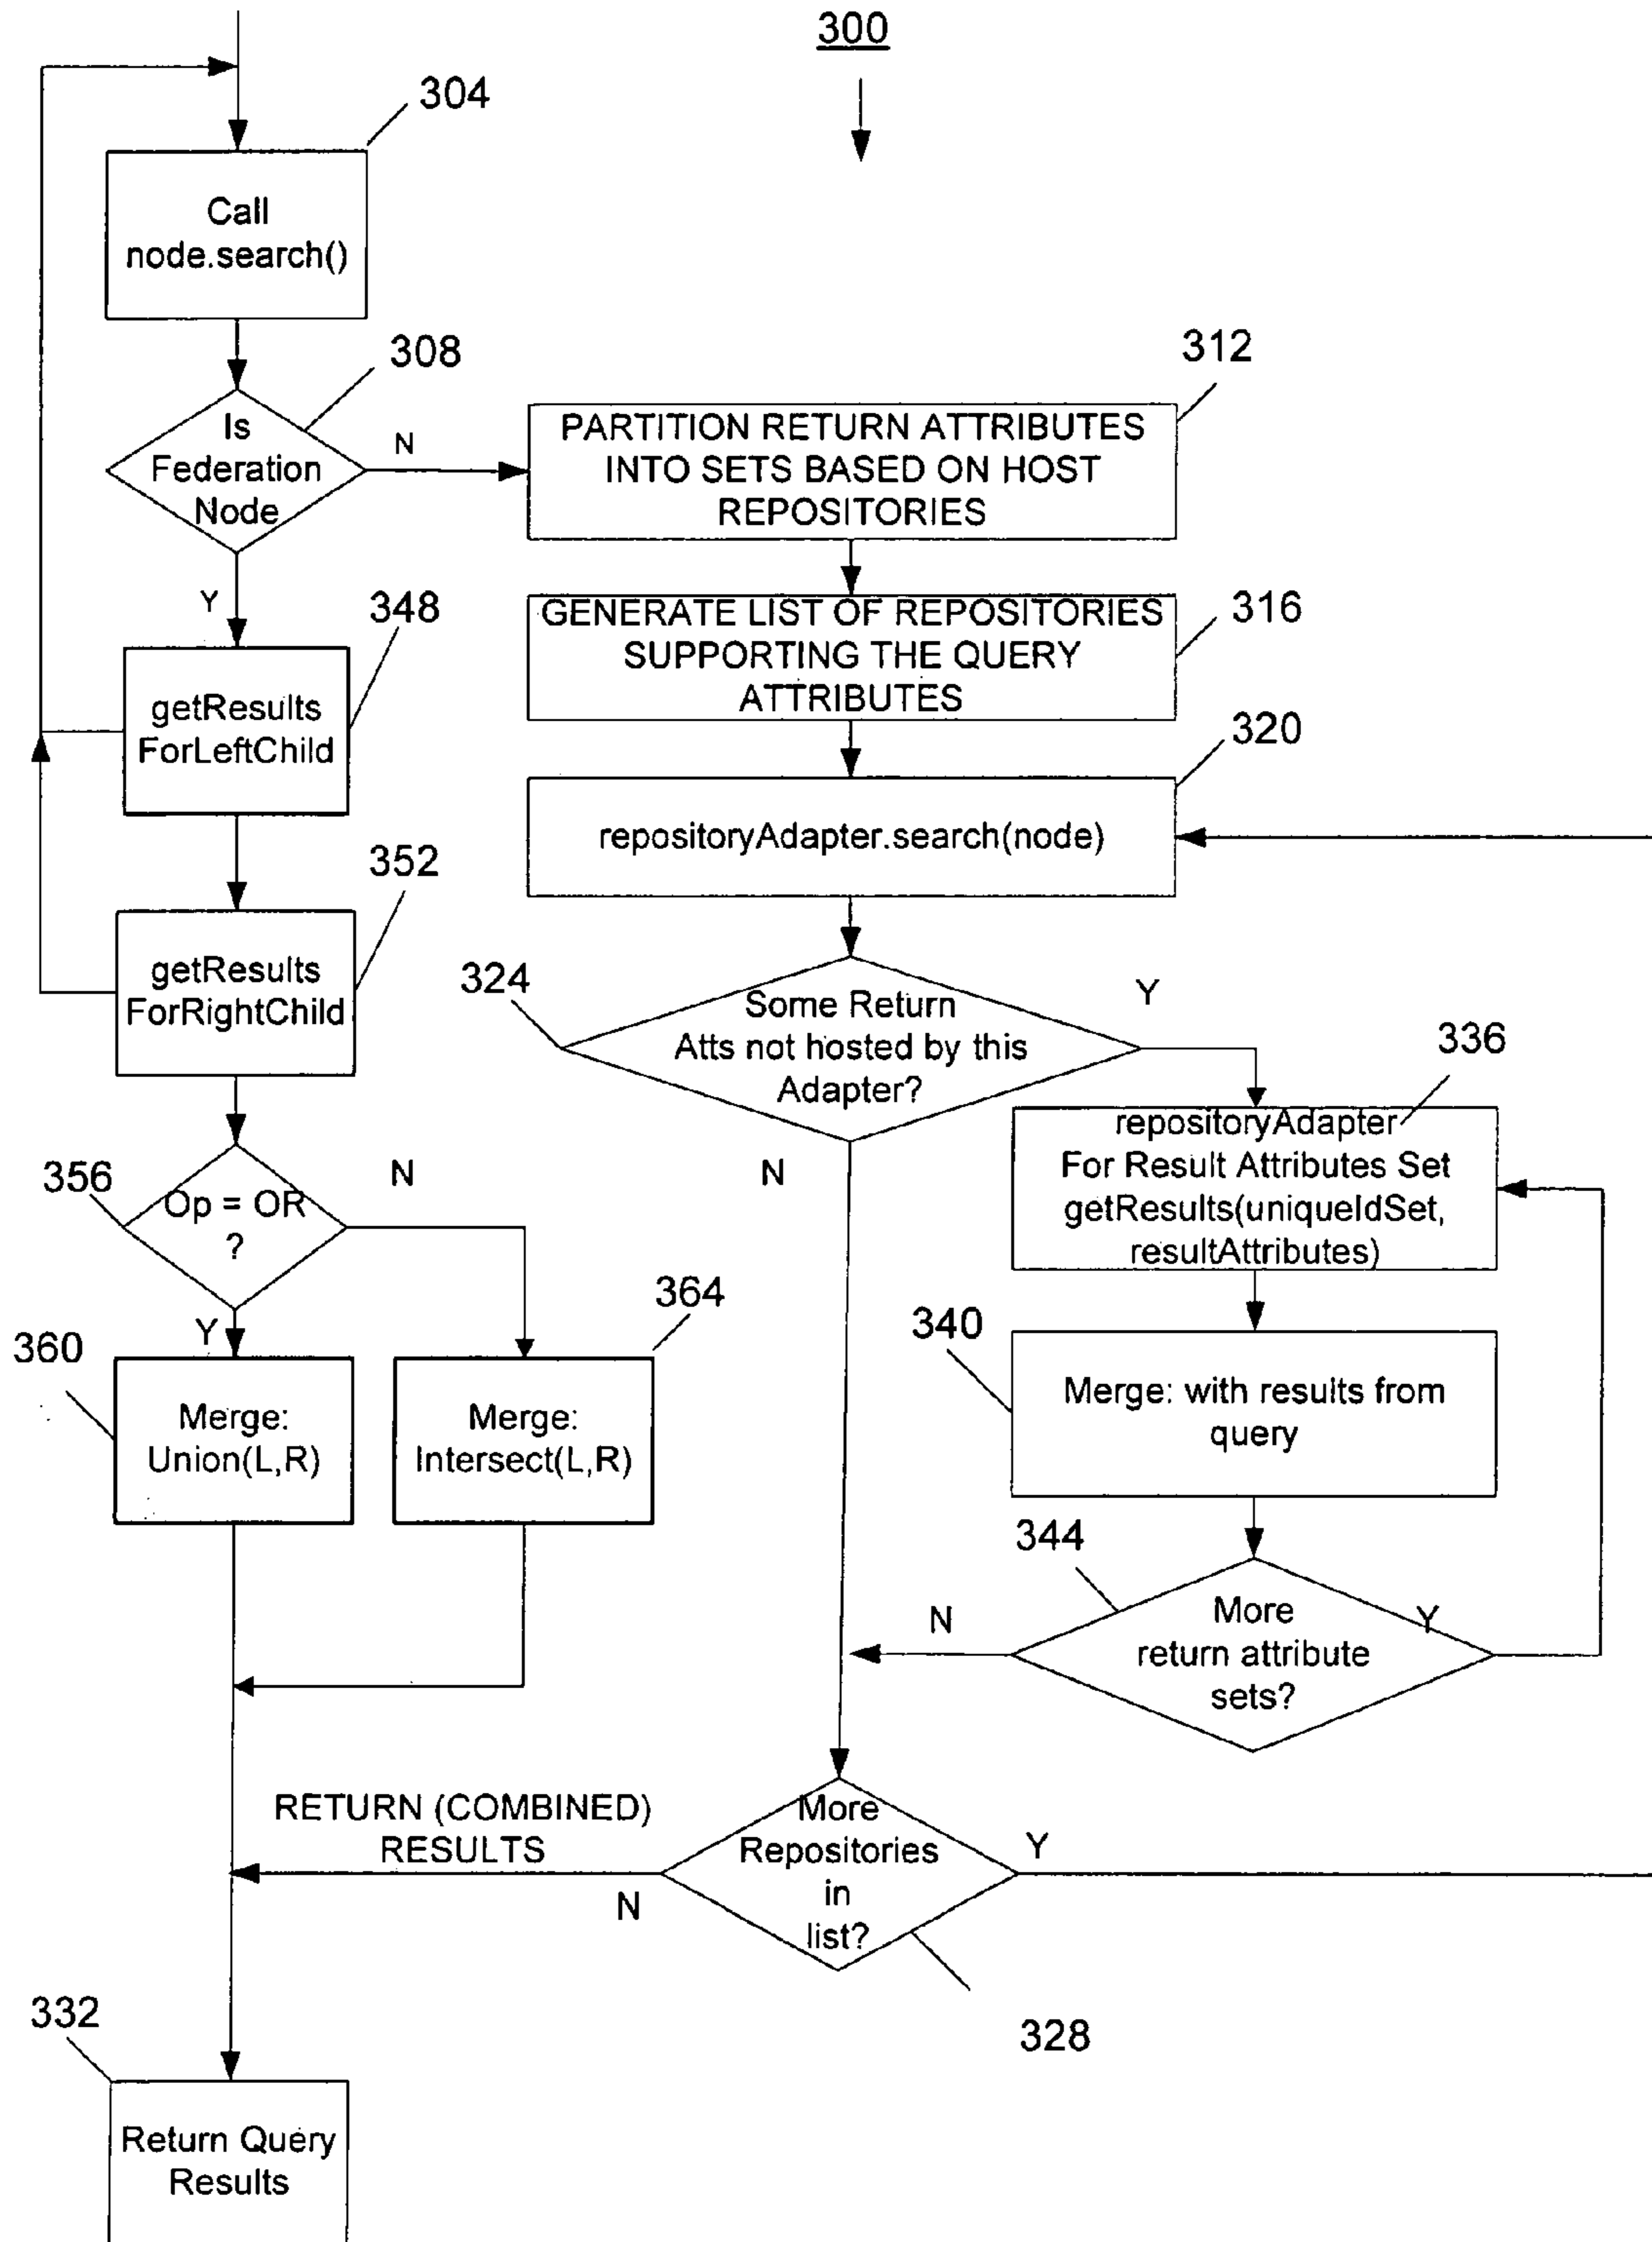 300
304
Call
node.search()
308
Is
Federation
Node
N
Y
312
PARTITION RETURN ATTRIBUTES
INTO SETS BASED ON HOST
REPOSITORIES
316
GENERATE LIST OF REPOSITORIES
SUPPORTING THE QUERY
ATTRIBUTES
348
getResults
ForLeftChild
320
repositoryAdapter.search(node)
352
getResults
ForRightChild
324
Some Return
Atts not hosted by this
Adapter?
Y
N
336
repositoryAdapter
For Result Attributes Set
getResults(uniqueIdSet,
resultAttributes)
356
Op = OR
?
N
Y
360
Merge:
Union(L,R)
364
Merge:
Intersect(L,R)
340
Merge: with results from
query
344
More
return attribute
sets?
N
Y
RETURN (COMBINED)
RESULTS
More
Repositories
in
list?
Y
N
328
332
Return Query
Results